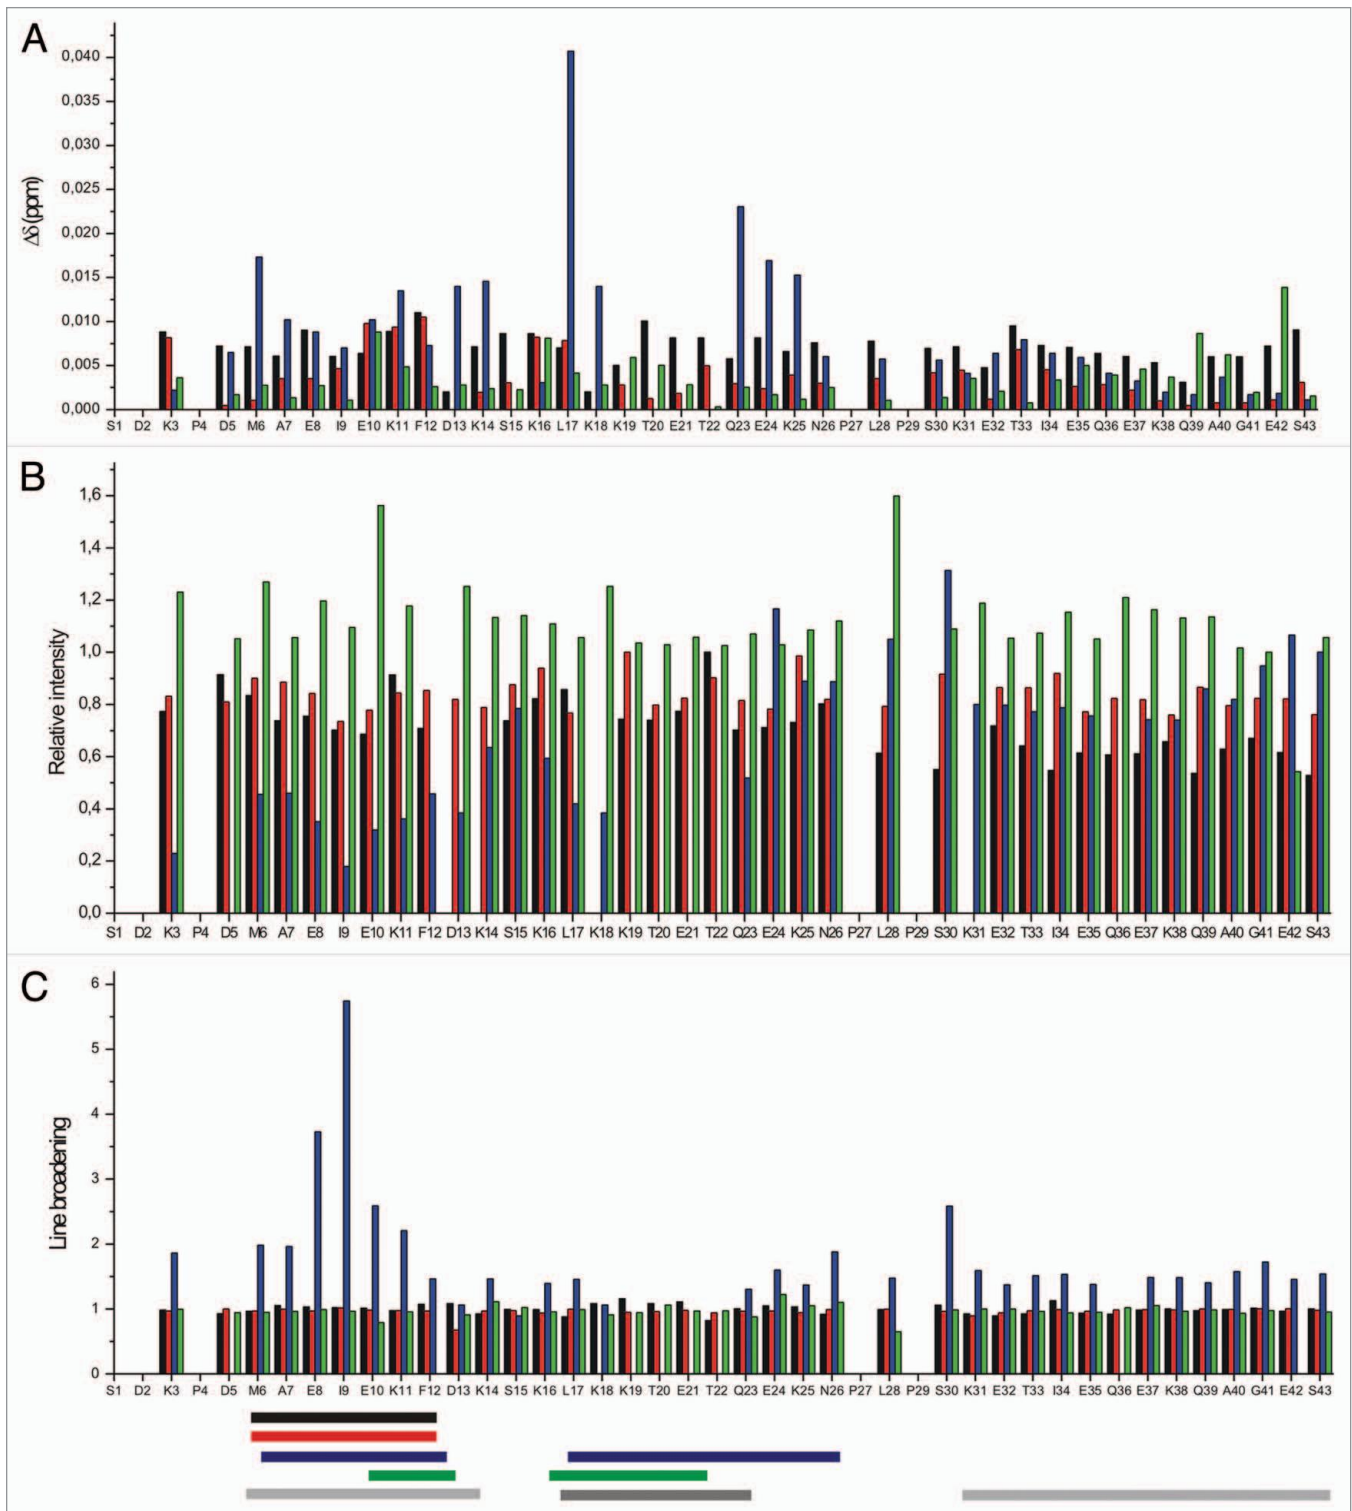 A
0,040
0,035
0,030
0,025
0,020
0,015
0,010
0,005
0,000
Δδ (ppm)
S1 D2 K3 P4 D5 M6 A7 E8 I9 E10 K11 F12 D13 K14 S15 K16 L17 K18 K19 T20 E21 T22 Q23 E24 K25 N26 P27 L28 P29 S30 K31 E32 T33 I34 E35 Q36 E37 K38 Q39 A40 G41 E42 S43
B
1,6
1,4
1,2
1,0
0,8
0,6
0,4
0,2
0,0
Relative intensity
S1 D2 K3 P4 D5 M6 A7 E8 I9 E10 K11 F12 D13 K14 S15 K16 L17 K18 K19 T20 E21 T22 Q23 E24 K25 N26 P27 L28 P29 S30 K31 E32 T33 I34 E35 Q36 E37 K38 Q39 A40 G41 E42 S43
C
6
5
4
3
2
1
0
Line broadening
S1 D2 K3 P4 D5 M6 A7 E8 I9 E10 K11 F12 D13 K14 S15 K16 L17 K18 K19 T20 E21 T22 Q23 E24 K25 N26 P27 L28 P29 S30 K31 E32 T33 I34 E35 Q36 E37 K38 Q39 A40 G41 E42 S43